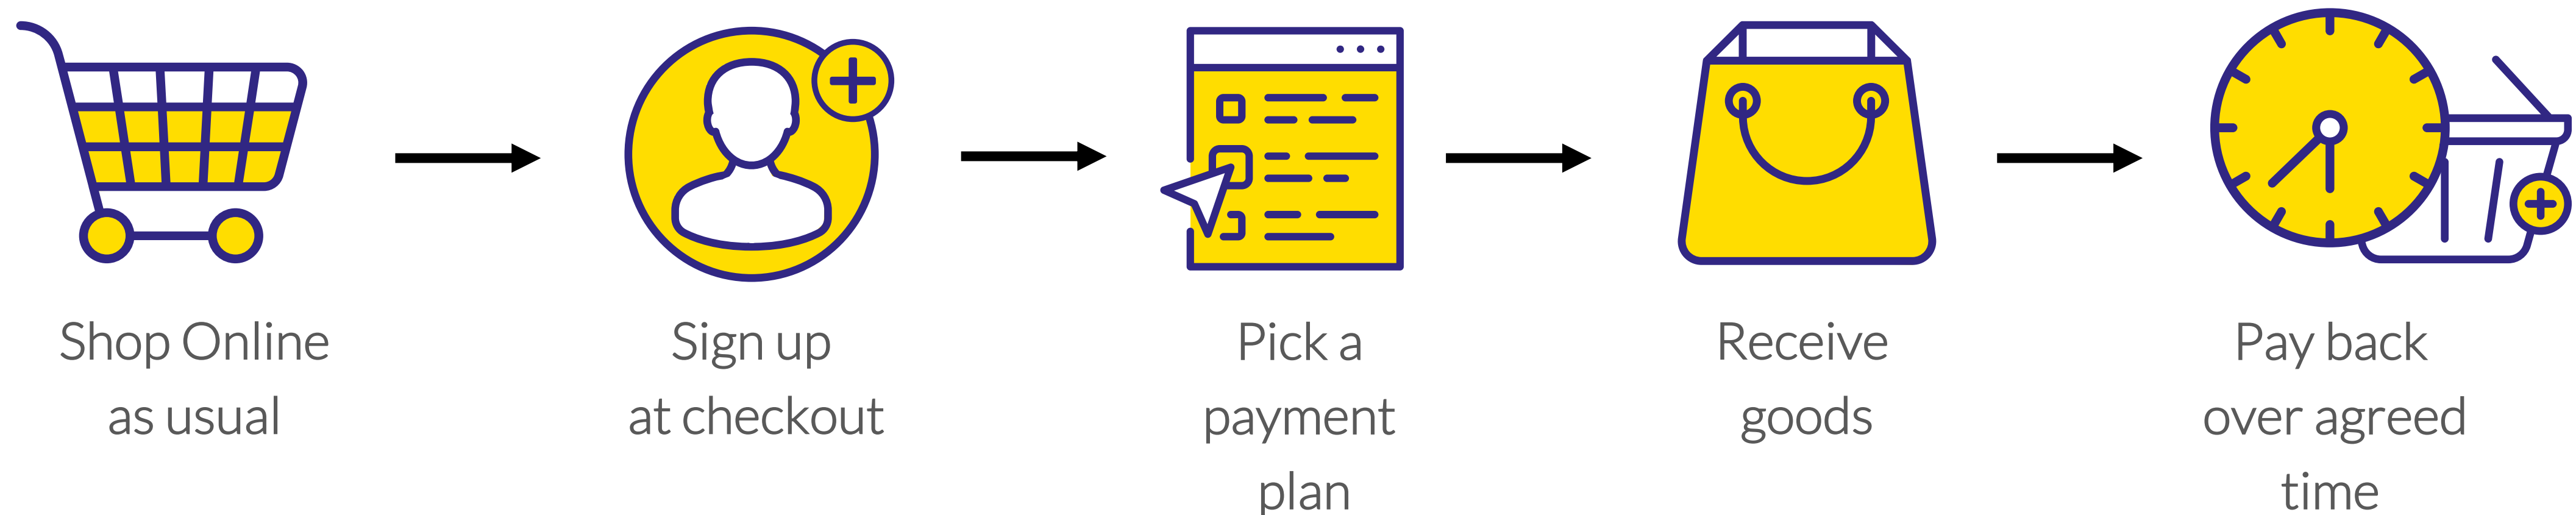 Shop Online
as usual
Sign up
at checkout
Pick a
payment
plan
Receive
goods
Pay back
over agreed
time